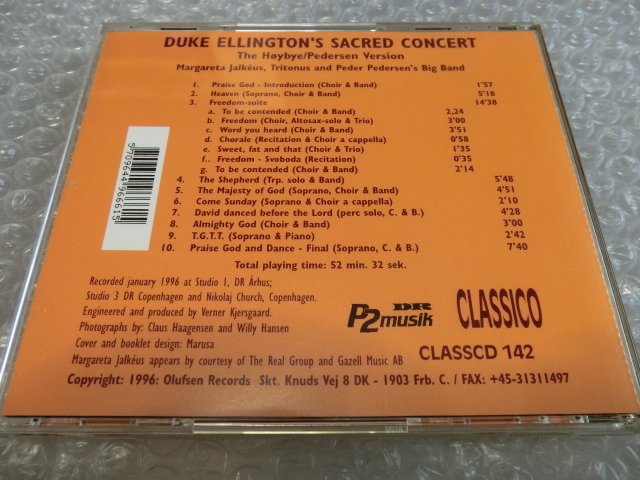 DUKE ELLINGTON'S SACRED CONCERT
The Høybye/Pedersen Version
Margareta Jalkéus, Tritonus and Peder Pedersen's Big Band
1. Praise God - Introduction (Choir & Band) 1'57
2. Heaven (Soprano, Choir & Band) 5'18
3. Freedom-suite 14'38
a. To be contended (Choir & Band) 2,24
b. Freedom (Choir, Altosax-solo & Trio) 3'00
c. Word you heard (Choir & Band) 3'51
d. Chorale (Recitation & Choir a cappella) 0'58
e. Sweet, fat and that (Choir & Trio) 1'35
f. Freedom - Svoboda (Recitation) 0'35
g. To be contended (Choir & Band) 2'14
4. The Shepherd (Trp. solo & Band) 5'48
5. The Majesty of God (Soprano, Choir & Band) 4'51
6. Come Sunday (Soprano & Choir a cappella) 2'10
7. David danced before the Lord (perc solo, C. & B.) 4'28
8. Almighty God (Choir & Band) 3'00
9. T.G.T.T. (Soprano & Piano) 2'42
10. Praise God and Dance - Final (Soprano, C. & B.) 7'40
Total playing time: 52 min. 32 sek.
5709644966615
Recorded january 1996 at Studio 1, DR Århus;
Studio 3 DR Copenhagen and Nikolaj Church, Copenhagen.
Engineered and produced by Verner Kjersgaard.
Photographs by: Claus Haagensen and Willy Hansen
Cover and booklet design: Marusa
Margareta Jalkéus appears by courtesy of The Real Group and Gazell Music AB
DR
P2musik
CLASSICO
CLASSCD 142
Copyright: 1996: Olufsen Records Skt. Knuds Vej 8 DK - 1903 Frb. C. / FAX: +45-31311497